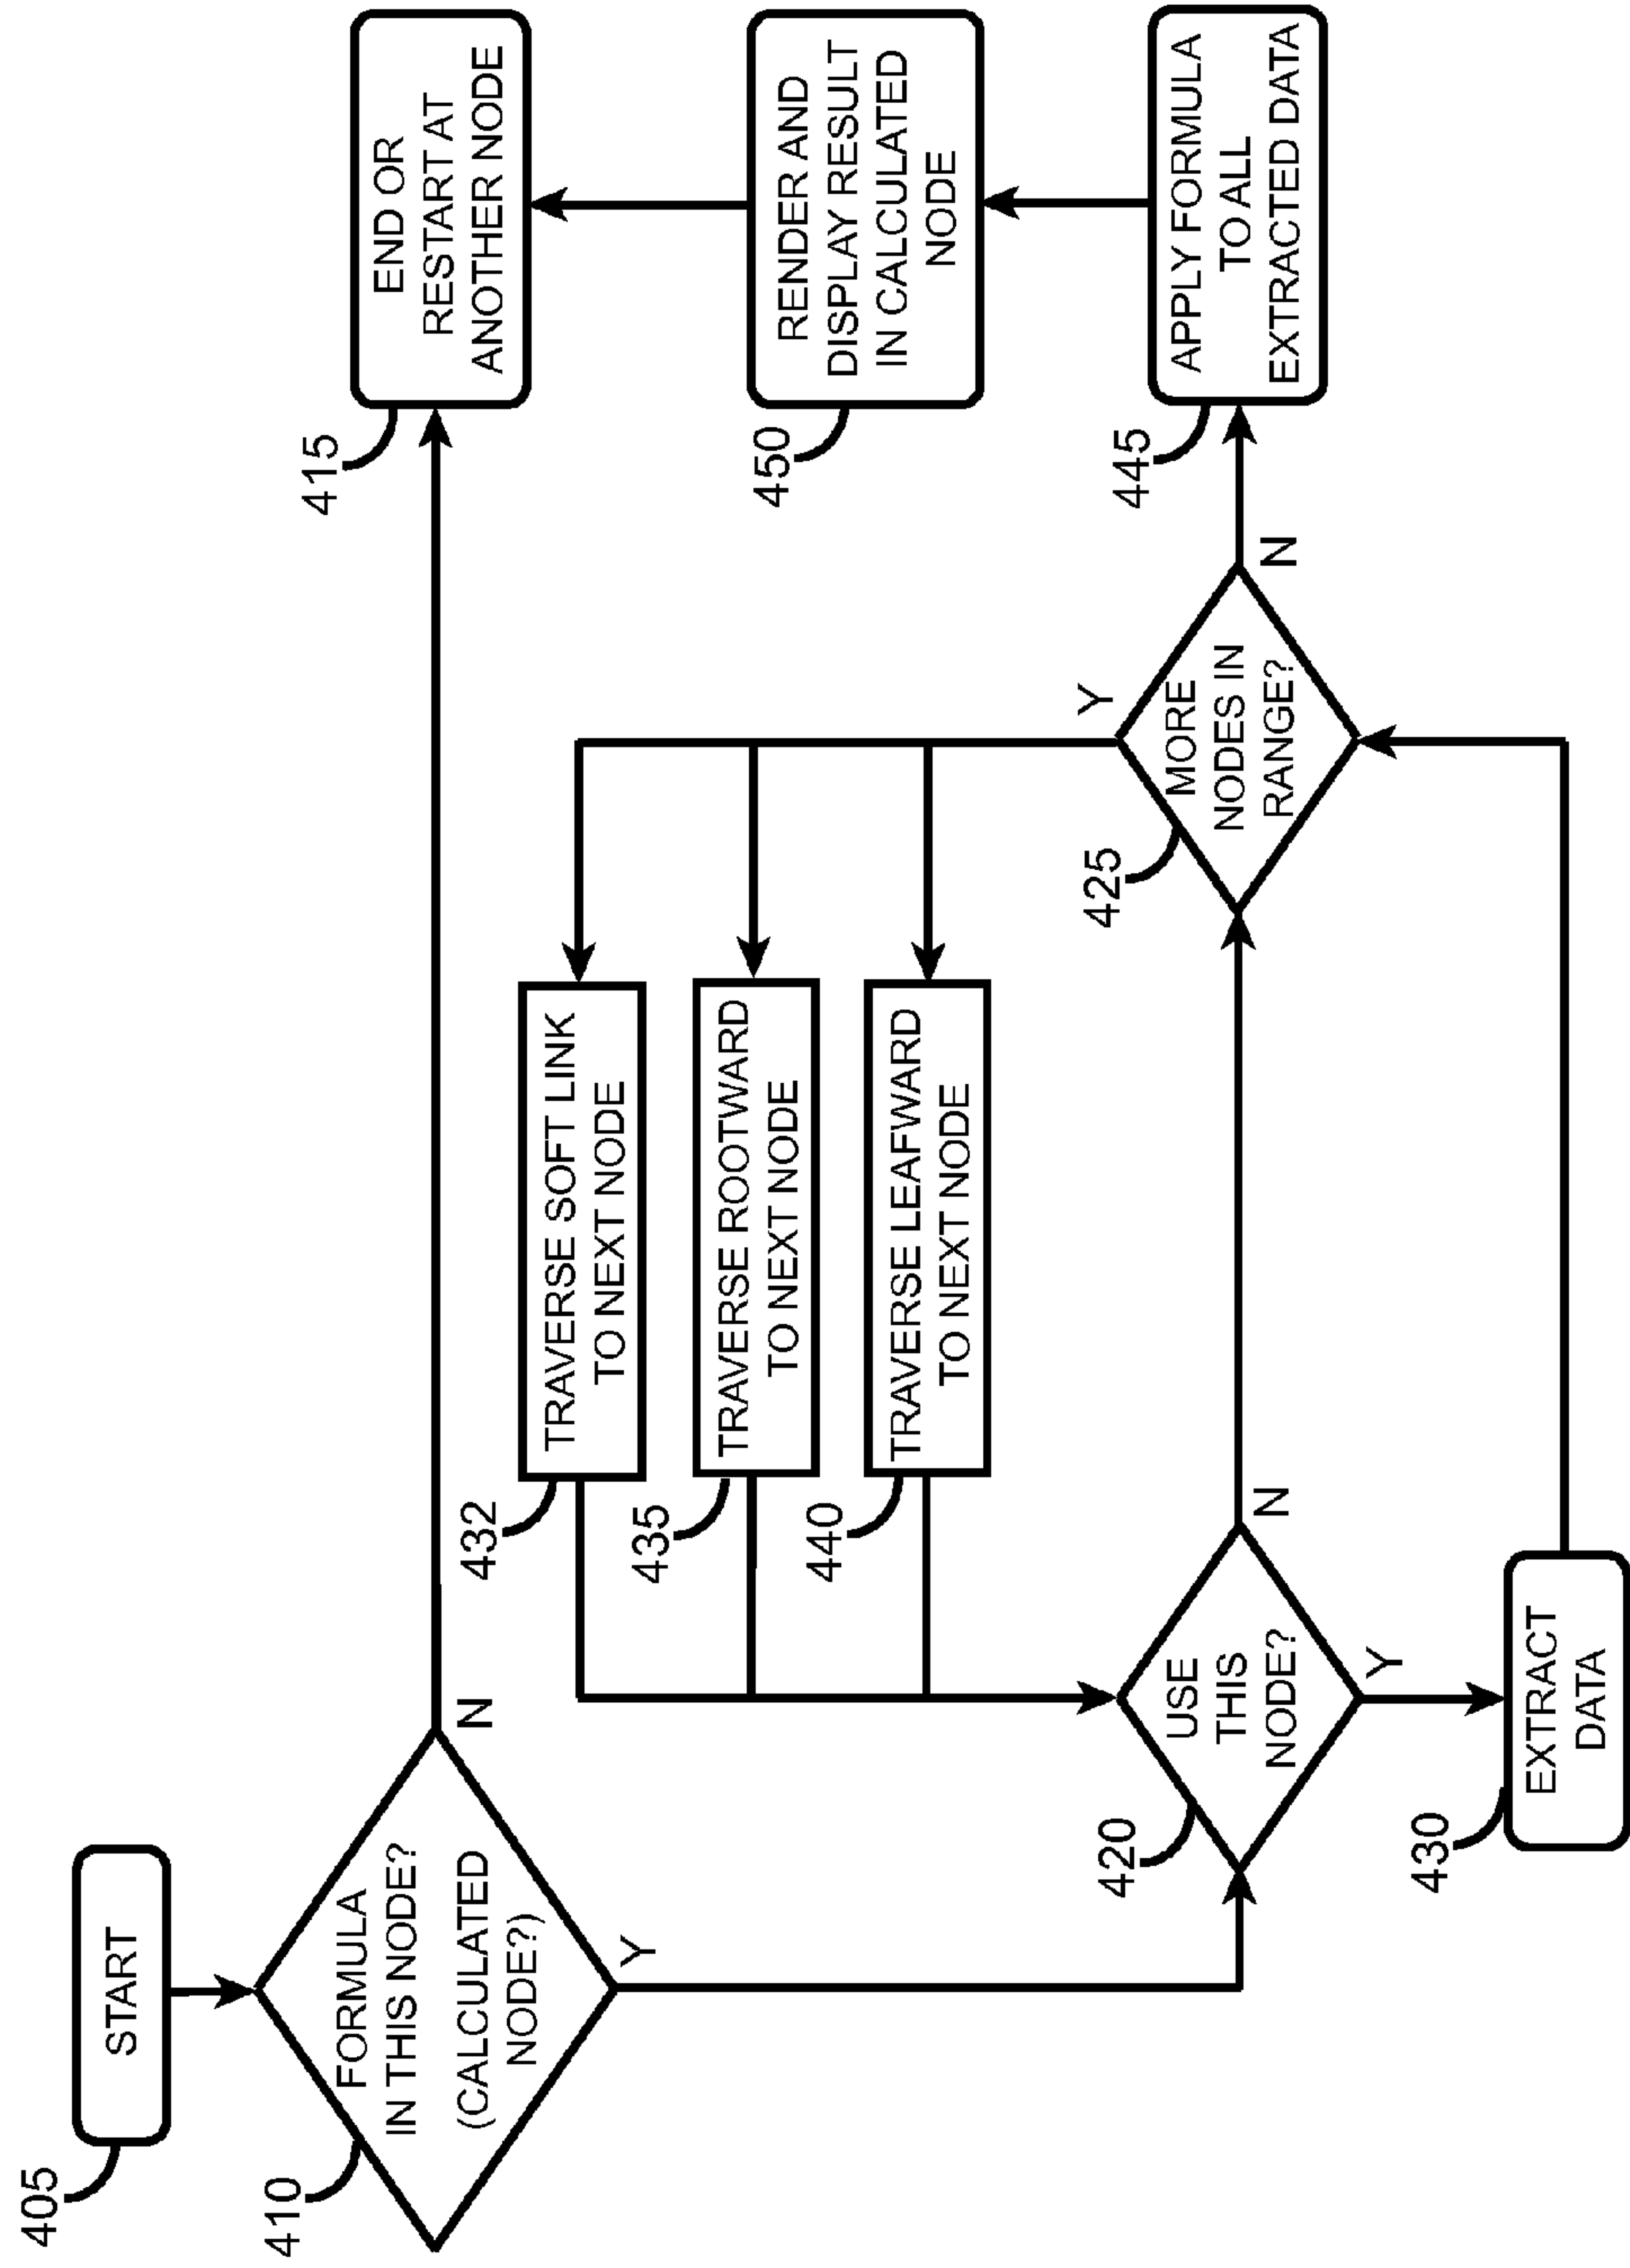 405
START
410
FORMULA
IN THIS NODE?
(CALCULATED
NODE?)
N
Y
415
END OR
RESTART AT
ANOTHER NODE
432
TRAVERSE SOFT LINK
TO NEXT NODE
435
TRAVERSE ROOTWARD
TO NEXT NODE
440
TRAVERSE LEAFWARD
TO NEXT NODE
450
RENDER AND
DISPLAY RESULT
IN CALCULATED
NODE
420
USE
THIS
NODE?
N
Y
425
MORE
NODES IN
RANGE?
Y
N
445
APPLY FORMULA
TO ALL
EXTRACTED DATA
430
EXTRACT
DATA